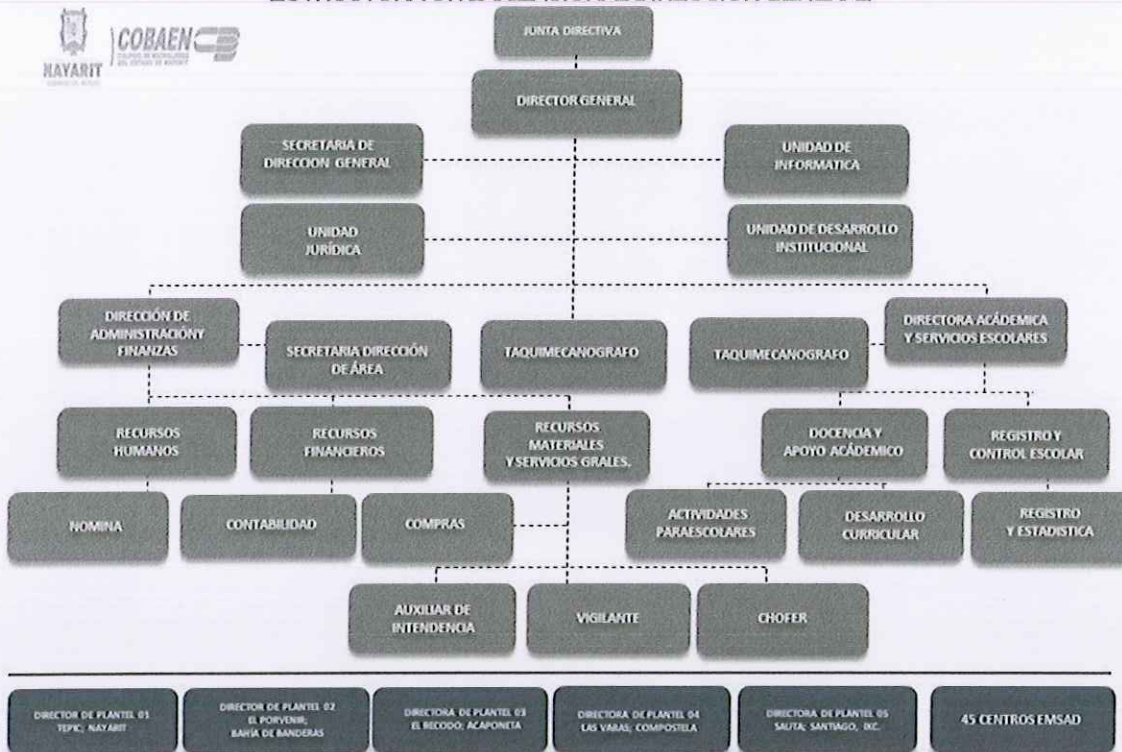 NAYARIT
COBAEN
JUNTA DIRECTIVA
DIRECTOR GENERAL
SECRETARIA DE
DIRECCION GENERAL
UNIDAD DE
INFORMATICA
UNIDAD
JURÍDICA
UNIDAD DE DESARROLLO
INSTITUCIONAL
DIRECCIÓN DE
ADMINISTRACIÓNY
FINANZAS
SECRETARIA DIRECCIÓN
DE ÁREA
TAQUIMECANOGRAFO
TAQUIMECANOGRAFO
DIRECTORA ACÁDEMICA
Y SERVICIOS ESCOLARES
RECURSOS
HUMANOS
RECURSOS
FINANCIEROS
RECURSOS
MATERIALES
Y SERVICIOS GRALES.
DOCENCIA Y
APOYO ACÁDEMICO
REGISTRO Y
CONTROL ESCOLAR
NOMINA
CONTABILIDAD
COMPRAS
ACTIVIDADES
PARAESCOLARES
DESARROLLO
CURRICULAR
REGISTRO
Y ESTADISTICA
AUXILIAR DE
INTENDENCIA
VIGILANTE
CHOFER
DIRECTOR DE PLANTEL 01
TEPIC; NAYARIT
DIRECTOR DE PLANTEL 02
EL PORVENIR;
BAHÍA DE BANDERAS
DIRECTORA DE PLANTEL 03
EL RECODO; ACAPONETA
DIRECTORA DE PLANTEL 04
LAS VARAS; COMPOSTELA
DIRECTORA DE PLANTEL 05
SAUTA; SANTIAGO, IXC.
45 CENTROS EMSAD